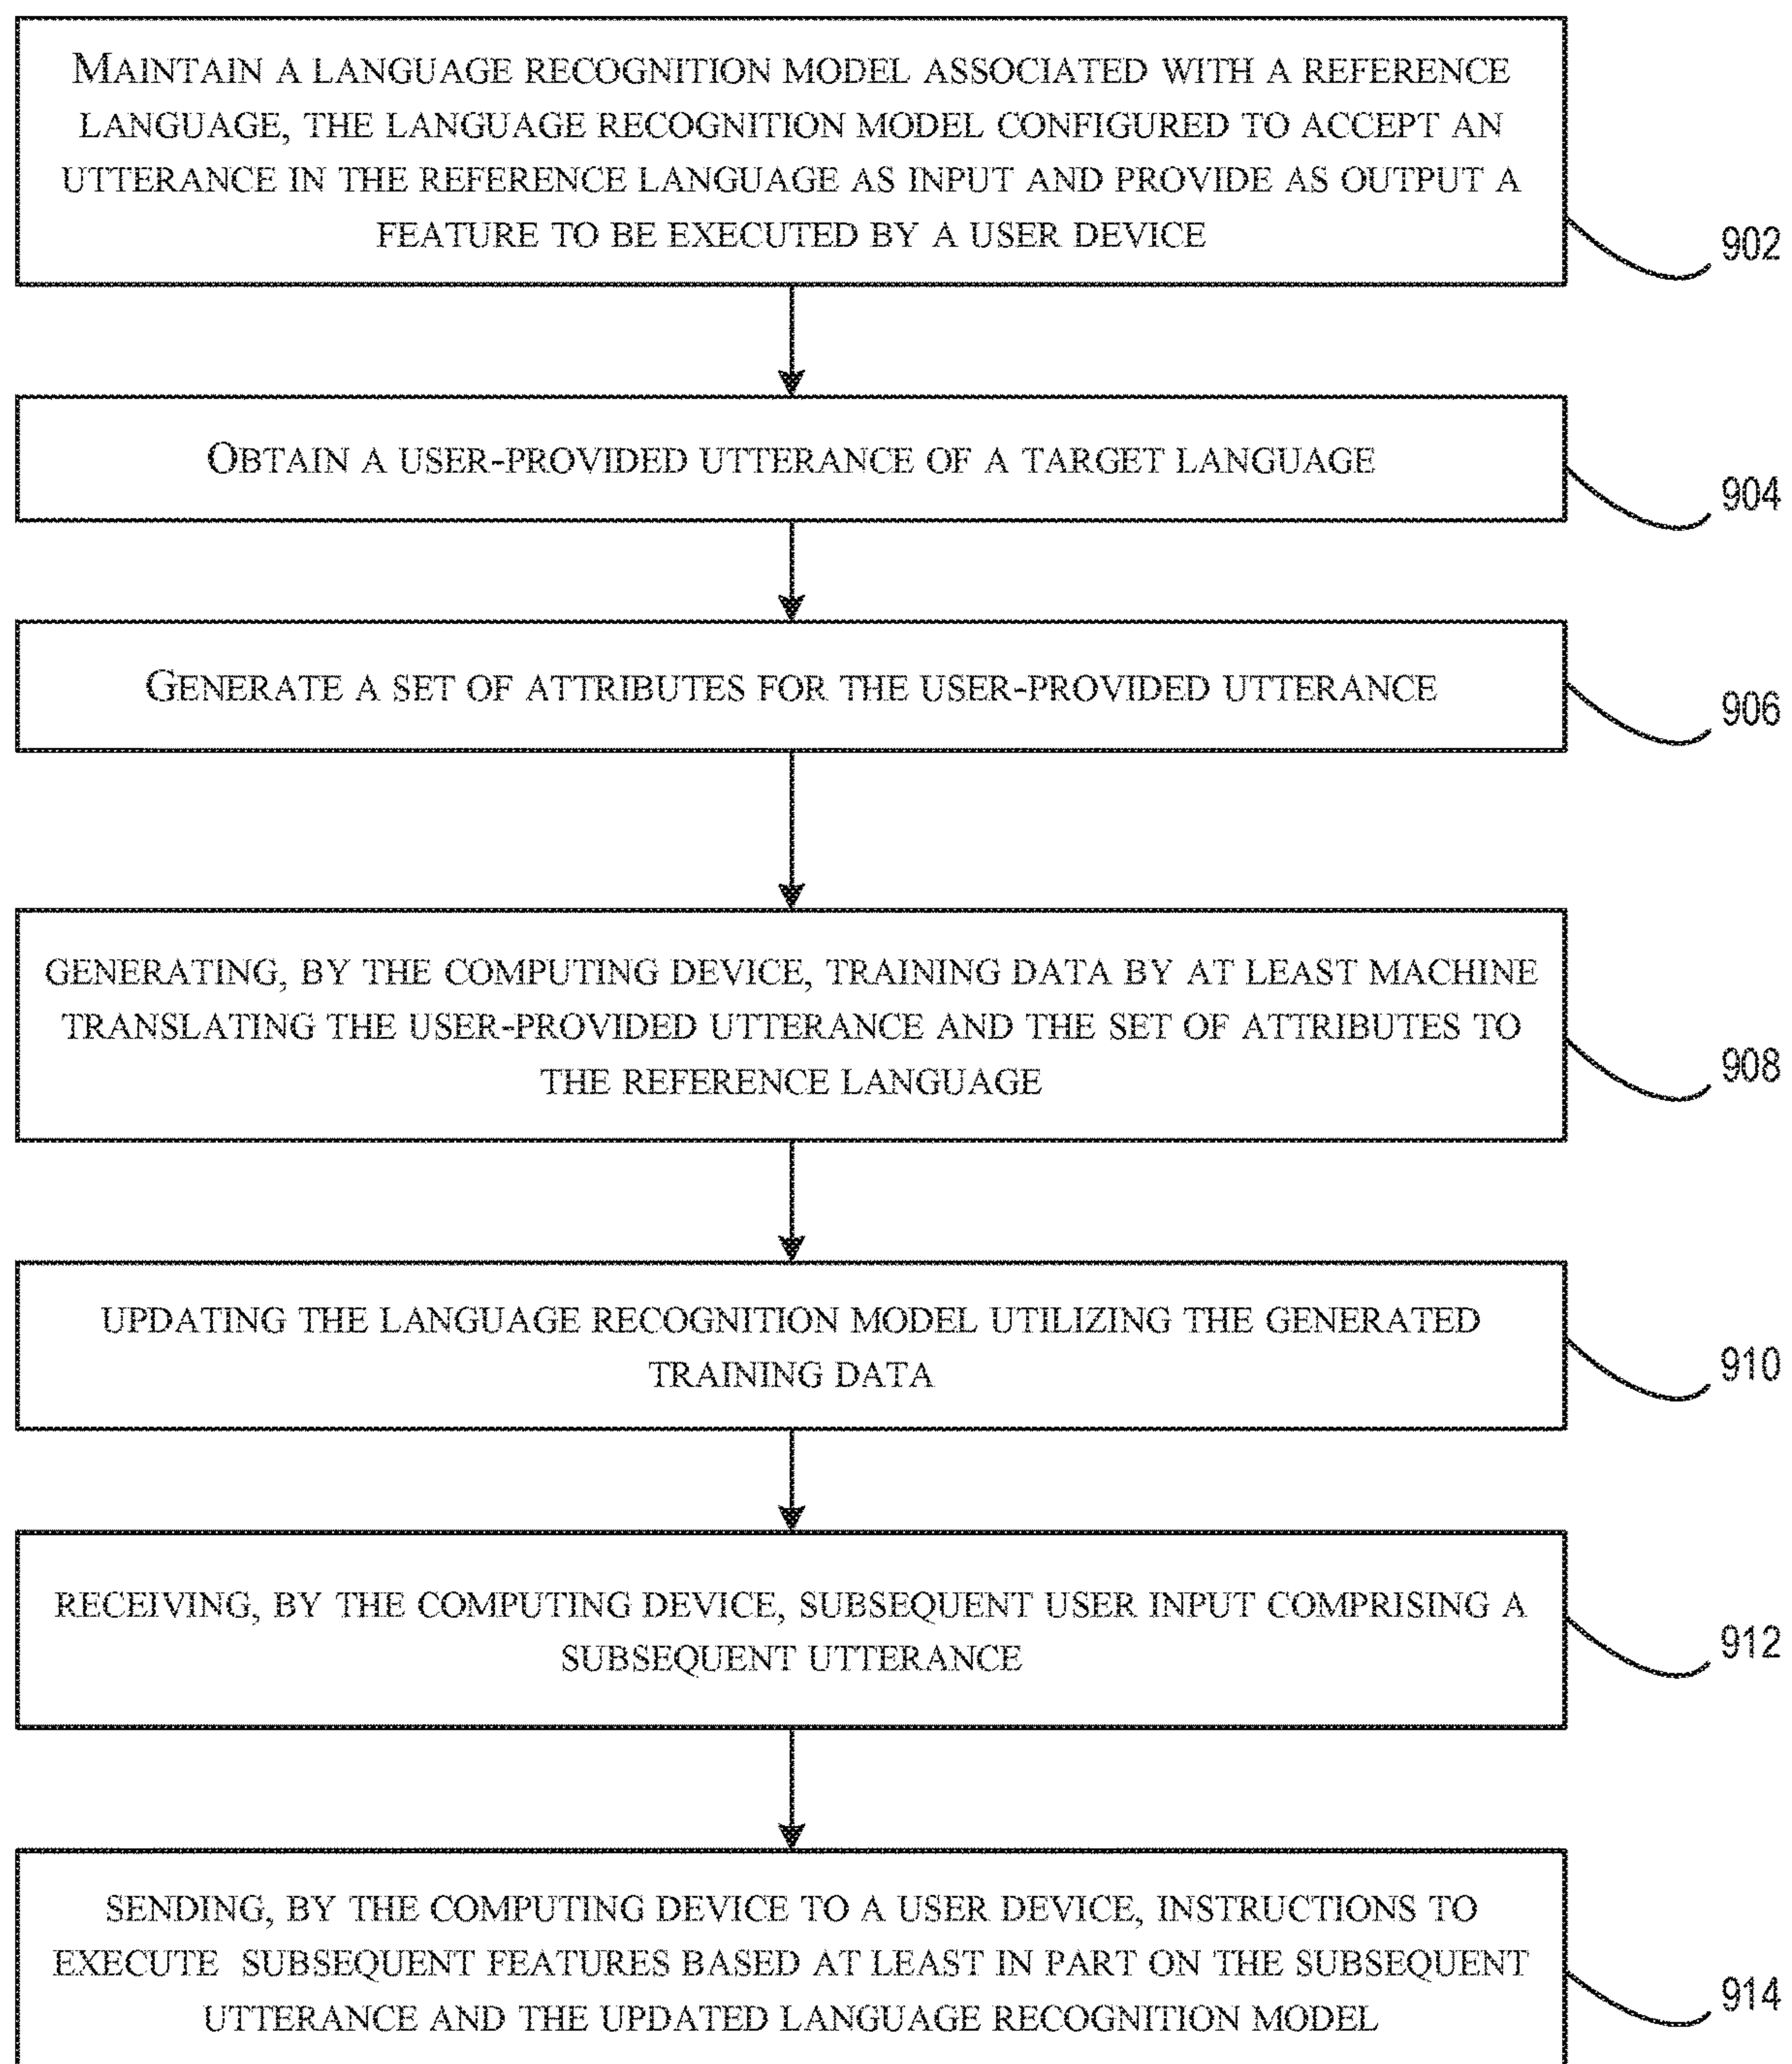 MAINTAIN A LANGUAGE RECOGNITION MODEL ASSOCIATED WITH A REFERENCE
LANGUAGE, THE LANGUAGE RECOGNITION MODEL CONFIGURED TO ACCEPT AN
UTTERANCE IN THE REFERENCE LANGUAGE AS INPUT AND PROVIDE AS OUTPUT A
FEATURE TO BE EXECUTED BY A USER DEVICE
902
OBTAIN A USER-PROVIDED UTTERANCE OF A TARGET LANGUAGE
904
GENERATE A SET OF ATTRIBUTES FOR THE USER-PROVIDED UTTERANCE
906
GENERATING, BY THE COMPUTING DEVICE, TRAINING DATA BY AT LEAST MACHINE
TRANSLATING THE USER-PROVIDED UTTERANCE AND THE SET OF ATTRIBUTES TO
THE REFERENCE LANGUAGE
908
UPDATING THE LANGUAGE RECOGNITION MODEL UTILIZING THE GENERATED
TRAINING DATA
910
RECEIVING, BY THE COMPUTING DEVICE, SUBSEQUENT USER INPUT COMPRISING A
SUBSEQUENT UTTERANCE
912
SENDING, BY THE COMPUTING DEVICE TO A USER DEVICE, INSTRUCTIONS TO
EXECUTE SUBSEQUENT FEATURES BASED AT LEAST IN PART ON THE SUBSEQUENT
UTTERANCE AND THE UPDATED LANGUAGE RECOGNITION MODEL
914